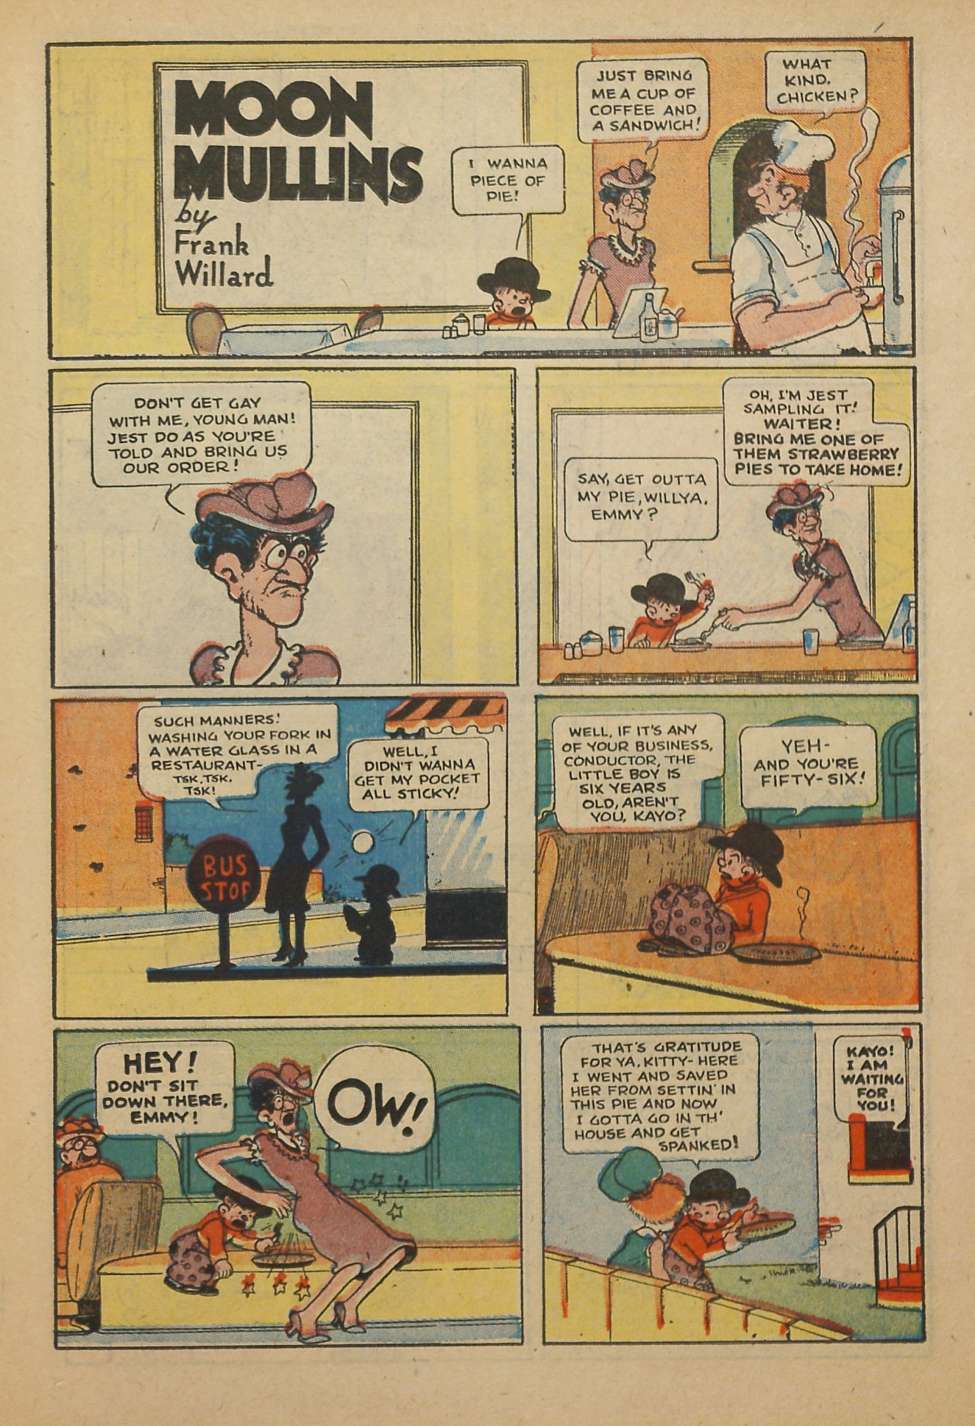 MOON
MULLINS
by
Frank
Willard
I WANNA
PIECE OF
PIE!
JUST BRING
ME A CUP OF
COFFEE AND
A SANDWICH!
WHAT
KIND,
CHICKEN?
DON'T GET GAY
WITH ME, YOUNG MAN!
JEST DO AS YOU'RE
TOLD AND BRING US
OUR ORDER!
SAY, GET OUTTA
MY PIE, WILLYA,
EMMY?
OH, I'M JEST
SAMPLING IT!
WAITER!
BRING ME ONE OF
THEM STRAWBERRY
PIES TO TAKE HOME!
SUCH MANNERS!
WASHING YOUR FORK IN
A WATER GLASS IN A
RESTAURANT-
TSK, TSK.
TSK!
WELL, I
DIDN'T WANNA
GET MY POCKET
ALL STICKY!
BUS
STOP
WELL, IF IT'S ANY
OF YOUR BUSINESS,
CONDUCTOR, THE
LITTLE BOY IS
SIX YEARS
OLD, AREN'T
YOU, KAYO?
YEH-
AND YOU'RE
FIFTY-SIX!
HEY!
DON'T SIT
DOWN THERE,
EMMY!
OW!
THAT'S GRATITUDE
FOR YA, KITTY-HERE
I WENT AND SAVED
HER FROM SETTIN' IN
THIS PIE AND NOW
I GOTTA GO IN TH'
HOUSE AND GET
SPANKED!
KAYO!
I AM
WAITING
FOR
YOU!